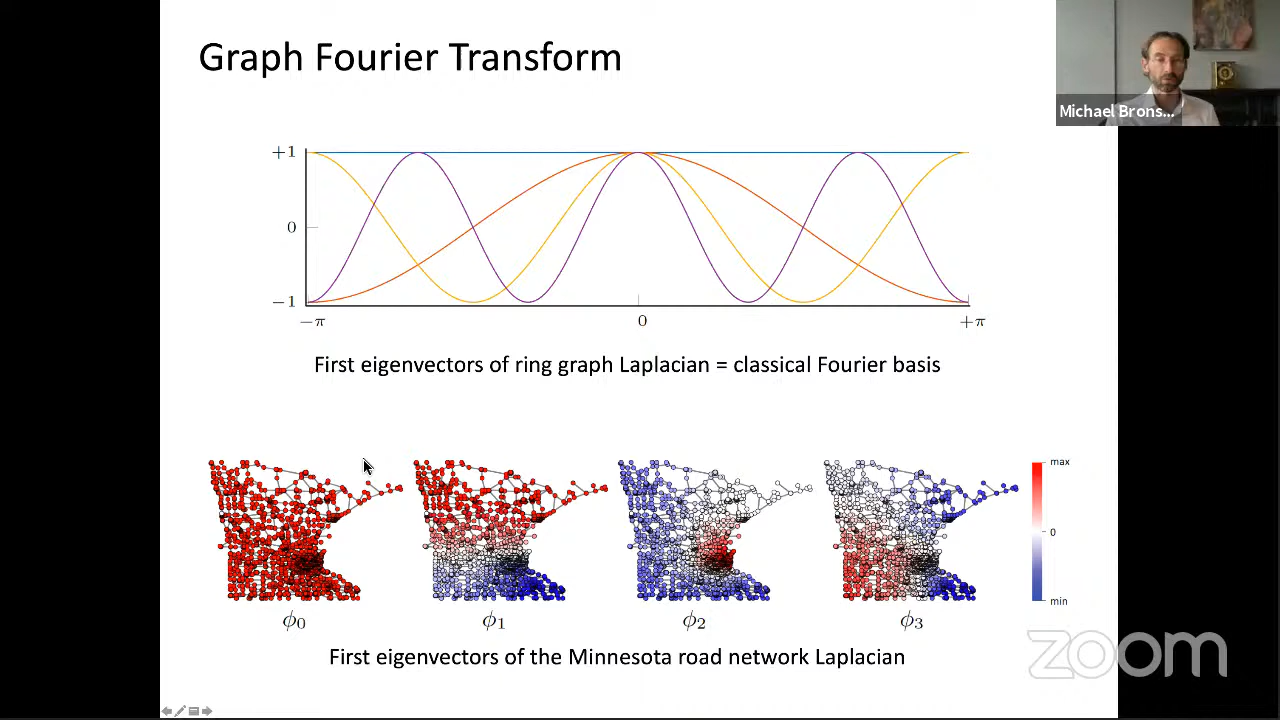 Graph Fourier Transform
Michael Brons...
+1
0
−1
−π
0
+π
First eigenvectors of ring graph Laplacian = classical Fourier basis
max
0
min
ϕ0
ϕ1
ϕ2
ϕ3
First eigenvectors of the Minnesota road network Laplacian
zoom